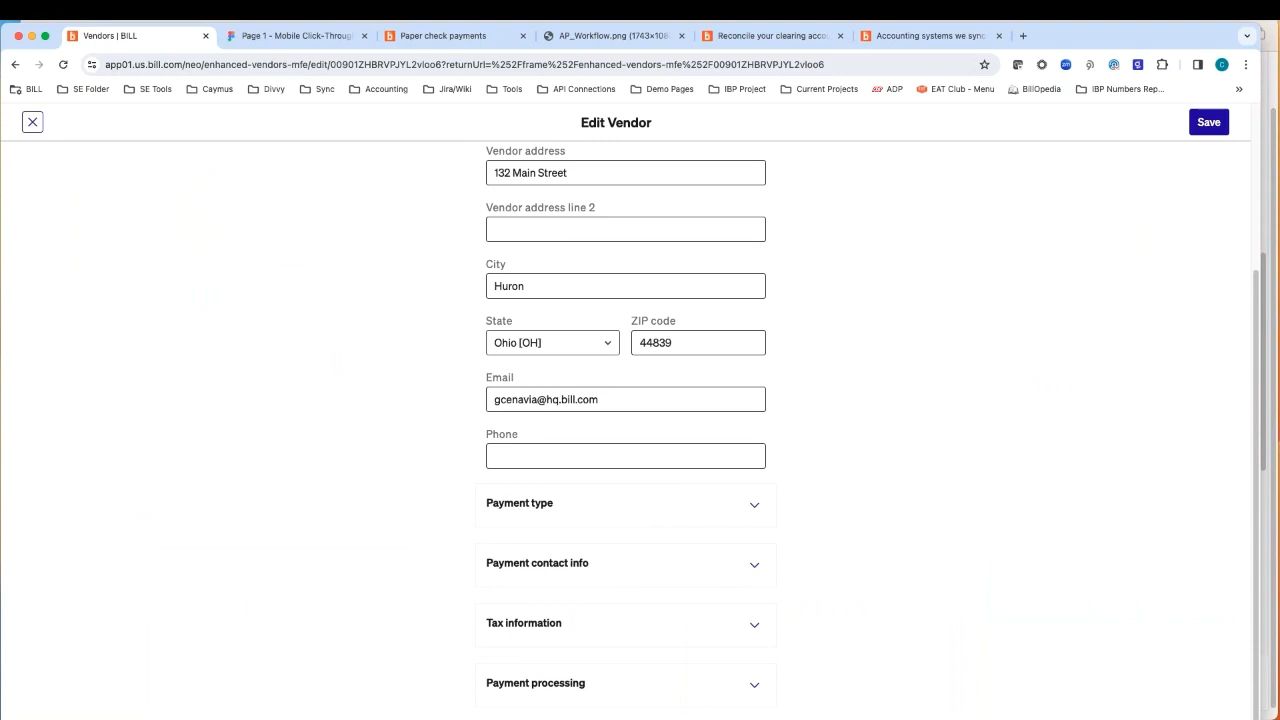 Vendors | BILL
Page 1 - Mobile Click-Throug
Paper check payments
AP_Workflow.png (1743×108
Reconcile your clearing acco
Accounting systems we sync
app01.us.bill.com/neo/enhanced-vendors-mfe/edit/00901ZHBRVPJYL2vloo6?returnUrl=%252Fframe%252Fenhanced-vendors-mfe%252F00901ZHBRVPJYL2vloo6
BILL
SE Folder
SE Tools
Caymus
Divvy
Sync
Accounting
Jira/Wiki
Tools
API Connections
Demo Pages
IBP Project
Current Projects
ADP
EAT Club - Menu
BillOpedia
IBP Numbers Rep...
Edit Vendor
Save
Vendor address
132 Main Street
Vendor address line 2
City
Huron
State
ZIP code
Ohio [OH]
44839
Email
gcenavia@hq.bill.com
Phone
Payment type
Payment contact info
Tax information
Payment processing